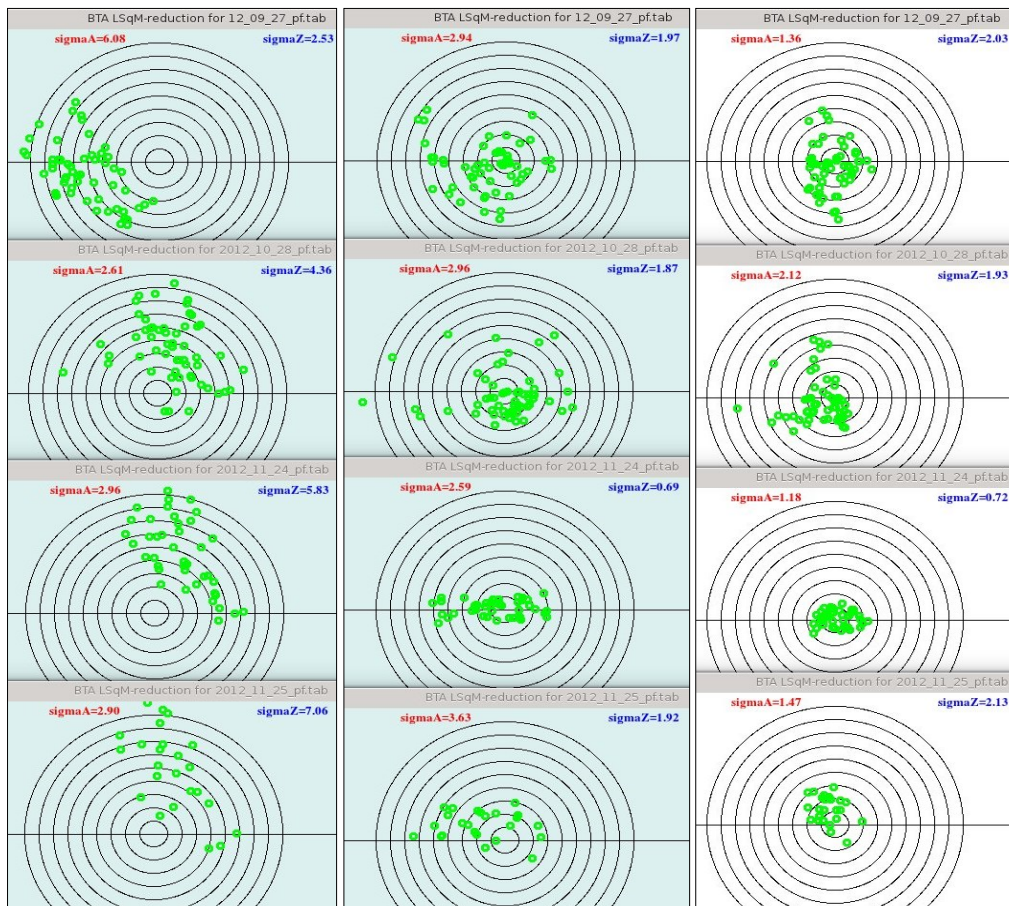 BTA LSqM-reduction for 12_09_27_pf.tab
sigmaA=6.08 sigmaZ=2.53
BTA LSqM-reduction for 2012_10_28_pf.tab
sigmaA=2.61 sigmaZ=4.36
BTA LSqM-reduction for 2012_11_24_pf.tab
sigmaA=2.96 sigmaZ=5.83
BTA LSqM-reduction for 2012_11_25_pf.tab
sigmaA=2.90 sigmaZ=7.06
BTA LSqM-reduction for 12_09_27_pf.tab
sigmaA=2.94 sigmaZ=1.97
BTA LSqM-reduction for 2012_10_28_pf.tab
sigmaA=2.96 sigmaZ=1.87
BTA LSqM-reduction for 2012_11_24_pf.tab
sigmaA=2.59 sigmaZ=0.69
BTA LSqM-reduction for 2012_11_25_pf.tab
sigmaA=3.63 sigmaZ=1.92
BTA LSqM-reduction for 12_09_27_pf.tab
sigmaA=1.36 sigmaZ=2.03
BTA LSqM-reduction for 2012_10_28_pf.tab
sigmaA=2.12 sigmaZ=1.93
BTA LSqM-reduction for 2012_11_24_pf.tab
sigmaA=1.18 sigmaZ=0.72
BTA LSqM-reduction for 2012_11_25_pf.tab
sigmaA=1.47 sigmaZ=2.13